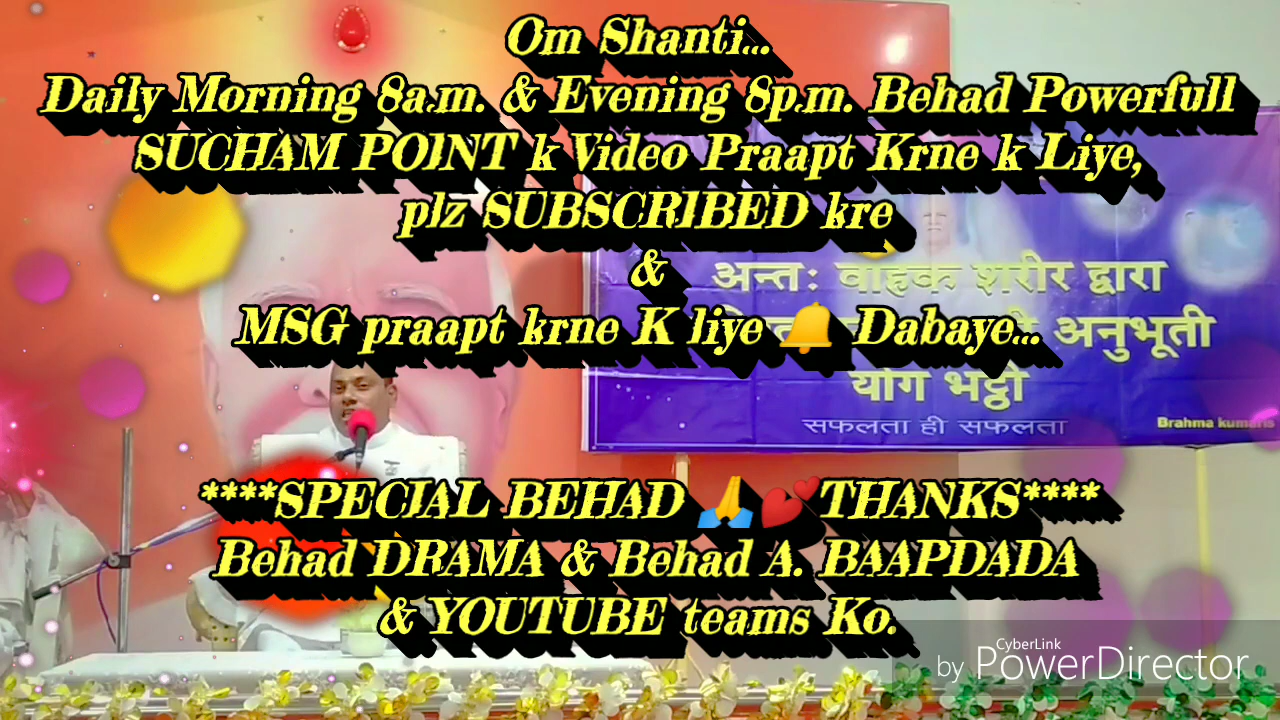 Om Shanti...
Daily Morning 8a.m. & Evening 8p.m. Behad Powerfull
SUCHAM POINT k Video Praapt Krne k Liye,
plz SUBSCRIBED kre
&
MSG praapt krne K liye 🔔 Dabaye...
****SPECIAL BEHAD 🙏💕THANKS****
Behad DRAMA & Behad A. BAAPDADA
& YOUTUBE teams Ko.
अन्तः वाहक शरीर द्वारा
अनुभूती
योग भट्ठी
सफलता ही सफलता
Brahma kumaris
CyberLink
by PowerDirector